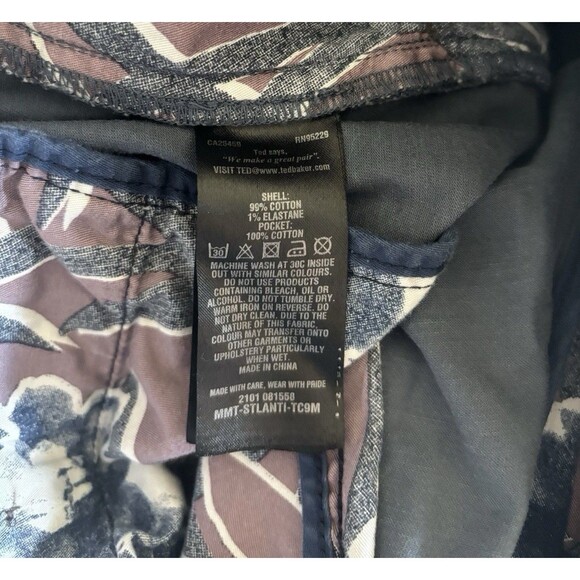 CA25458 RN95229
Ted says,
"We make a great pair".
VISIT TED@www.tedbaker.com
SHELL:
99% COTTON
1% ELASTANE
POCKET:
100% COTTON
30
MACHINE WASH AT 30C INSIDE
OUT WITH SIMILAR COLOURS.
DO NOT USE PRODUCTS
CONTAINING BLEACH, OIL OR
ALCOHOL. DO NOT TUMBLE DRY.
WARM IRON ON REVERSE. DO
NOT DRY CLEAN. DUE TO THE
NATURE OF THIS FABRIC,
COLOUR MAY TRANSFER ONTO
OTHER GARMENTS OR
UPHOLSTERY PARTICULARLY
WHEN WET.
MADE IN CHINA
MADE WITH CARE, WEAR WITH PRIDE
2101 081558
MMT-STLANTI-TC9M